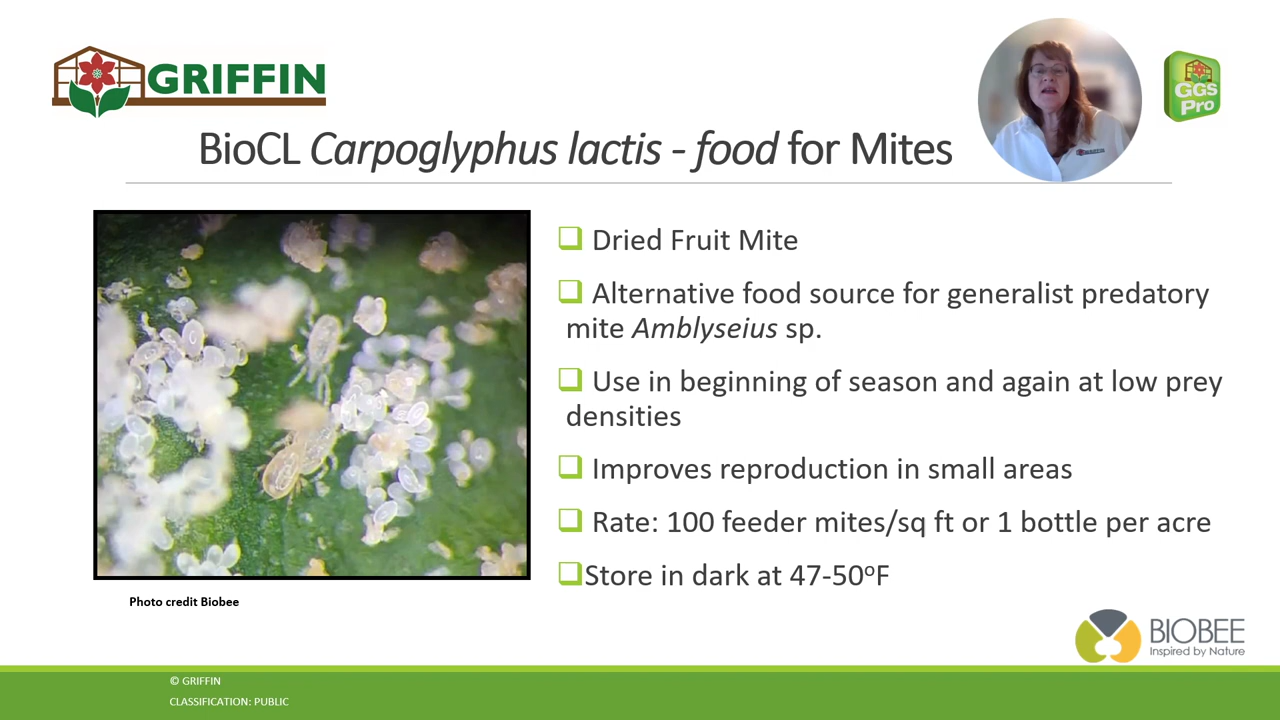 GRIFFIN
GGS
Pro
BioCL Carpoglyphus lactis - food for Mites
Dried Fruit Mite
Alternative food source for generalist predatory
mite Amblyseius sp.
Use in beginning of season and again at low prey
densities
Improves reproduction in small areas
Rate: 100 feeder mites/sq ft or 1 bottle per acre
Store in dark at 47-50ºF
Photo credit Biobee
BIOBEE
Inspired by Nature
© GRIFFIN
CLASSIFICATION: PUBLIC